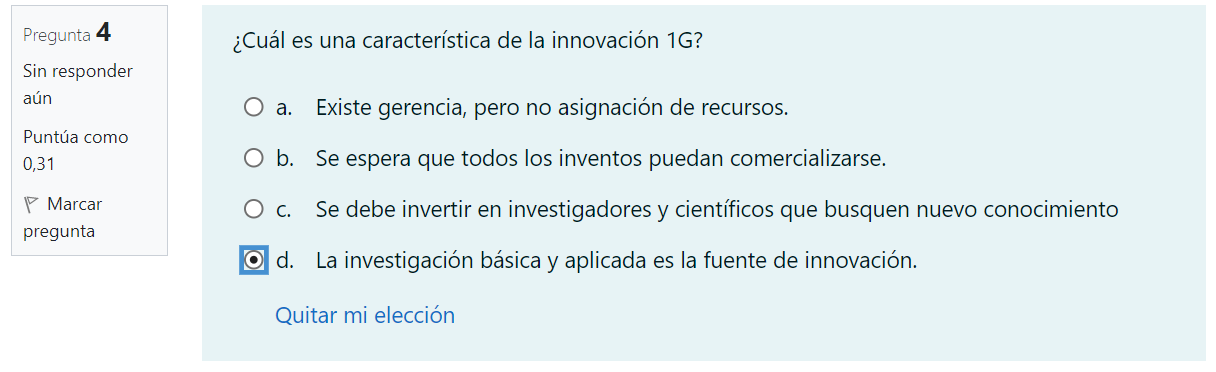 Pregunta 4
Sin responder
aún
Puntúa como
0,31
Marcar
pregunta
¿Cuál es una característica de la innovación 1G?
a. Existe gerencia, pero no asignación de recursos.
b. Se espera que todos los inventos puedan comercializarse.
c. Se debe invertir en investigadores y científicos que busquen nuevo conocimiento
d. La investigación básica y aplicada es la fuente de innovación.
Quitar mi elección